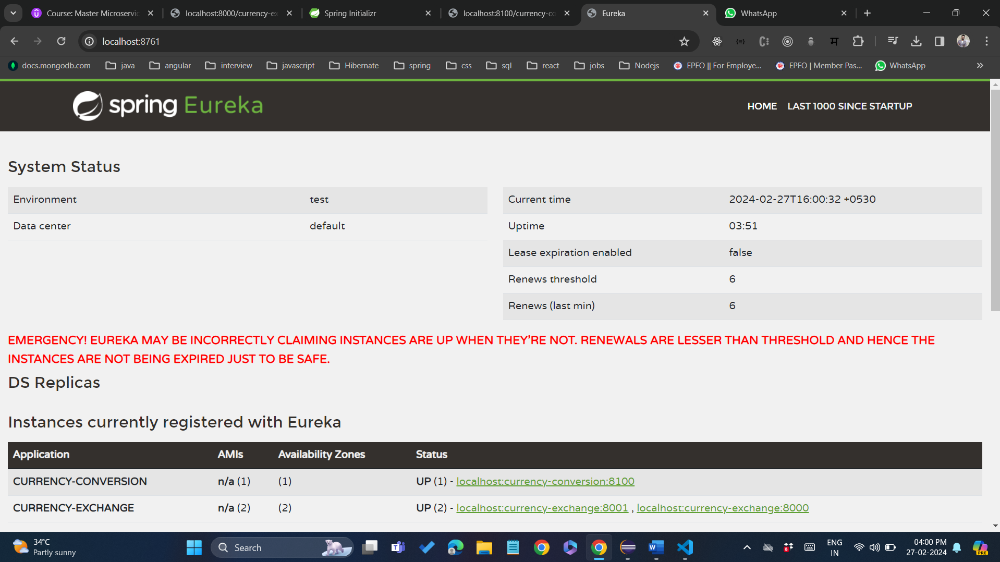 Course: Master Microservic
localhost:8000/currency-ex
Spring Initializr
localhost:8100/currency-co
Eureka
WhatsApp
localhost:8761
docs.mongodb.com
java
angular
interview
javascript
Hibernate
spring
css
sql
react
jobs
Nodejs
EPFO || For Employe...
EPFO | Member Pas...
WhatsApp
spring Eureka
HOME
LAST 1000 SINCE STARTUP
System Status
Environment test
Data center default
Current time 2024-02-27T16:00:32 +0530
Uptime 03:51
Lease expiration enabled false
Renews threshold 6
Renews (last min) 6
EMERGENCY! EUREKA MAY BE INCORRECTLY CLAIMING INSTANCES ARE UP WHEN THEY'RE NOT. RENEWALS ARE LESSER THAN THRESHOLD AND HENCE THE
INSTANCES ARE NOT BEING EXPIRED JUST TO BE SAFE.
DS Replicas
Instances currently registered with Eureka
Application AMIs Availability Zones Status
CURRENCY-CONVERSION n/a (1) (1) UP (1) - localhost:currency-conversion:8100
CURRENCY-EXCHANGE n/a (2) (2) UP (2) - localhost:currency-exchange:8001 , localhost:currency-exchange:8000
34°C
Partly sunny
Search
ENG
IN
04:00 PM
27-02-2024
PRE